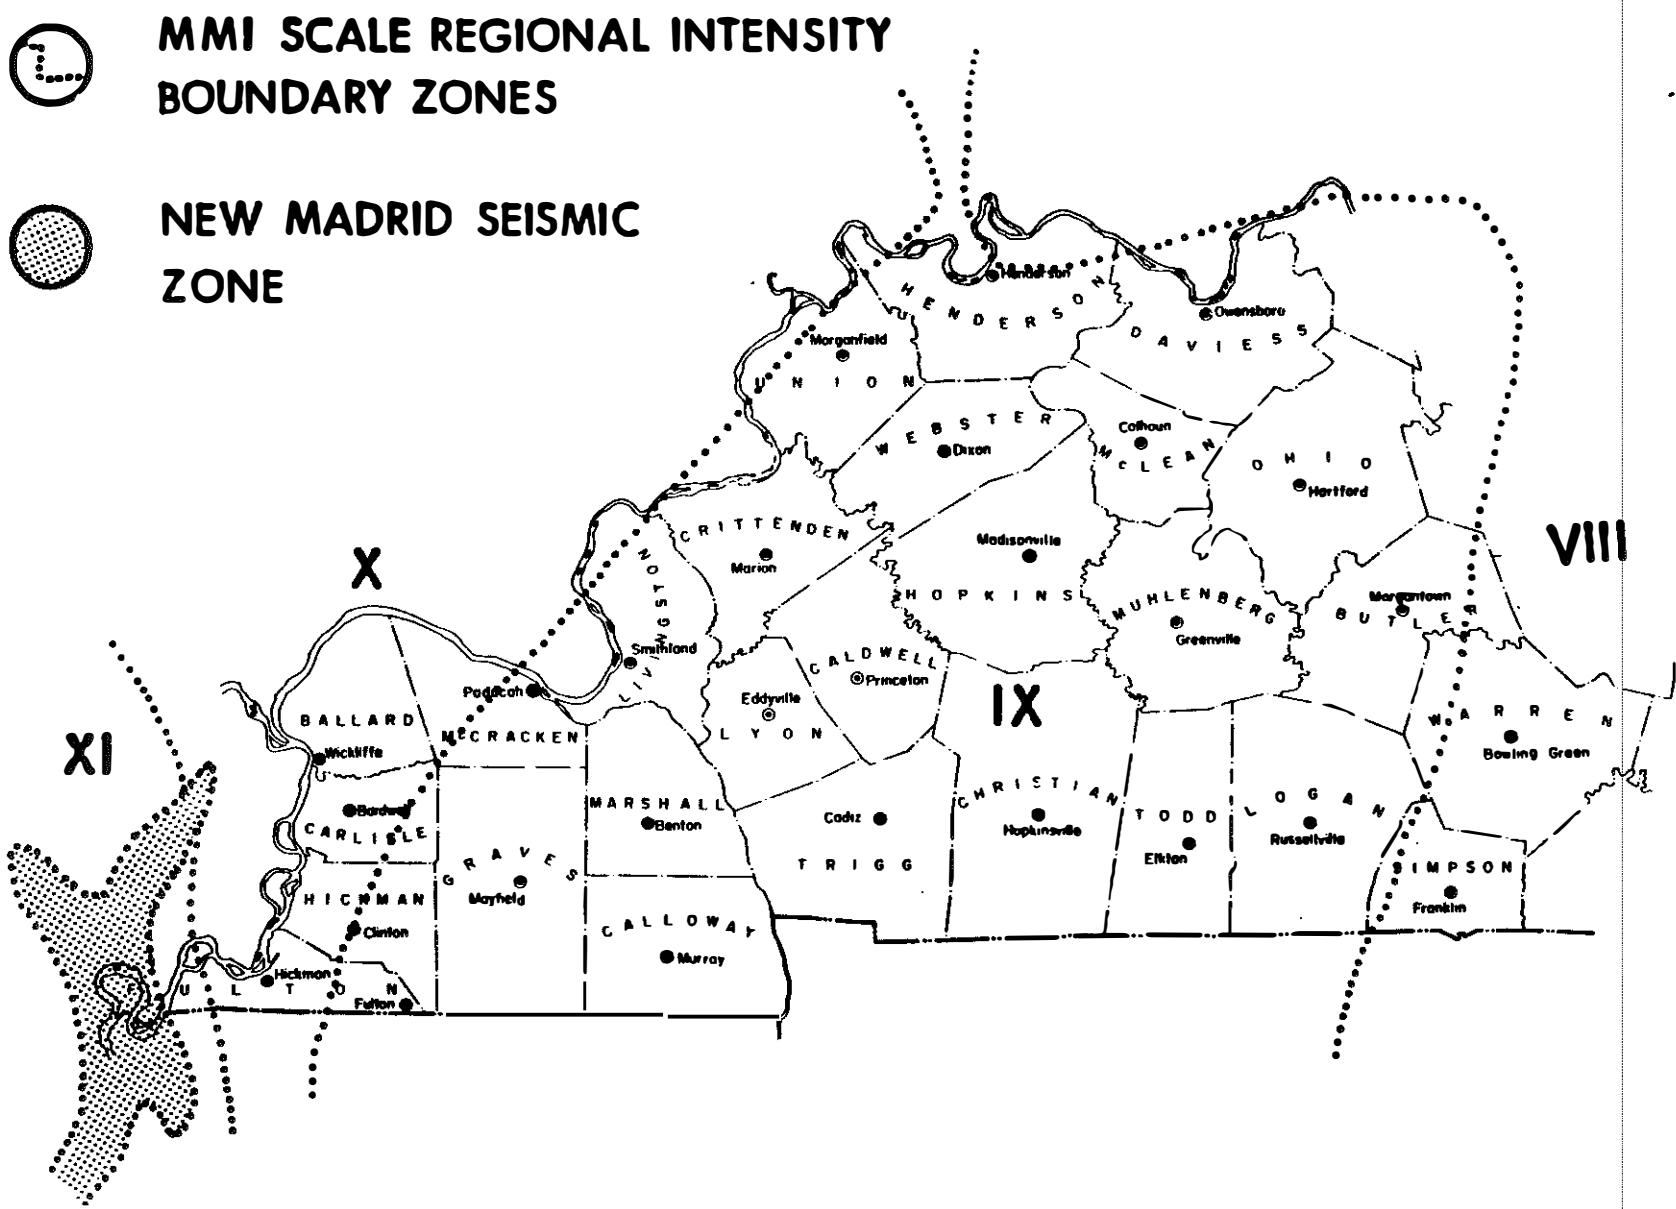 MMI SCALE REGIONAL INTENSITY
BOUNDARY ZONES
NEW MADRID SEISMIC
ZONE
Henderson
HENDERSON
Owensboro
DAVIESS
Morganfield
UNION
WEBSTER
Dixon
Calhoun
MCLEAN
OHIO
Hartford
CRITTENDEN
Marion
Madisonville
HOPKINS
X
VIII
LIVINGSTON
Smithland
MUHLENBERG
Greenville
Morgantown
BUTLER
CALDWELL
Princeton
Paducah
Eddyville
LYON
IX
WARREN
Bowling Green
BALLARD
Wickliffe
MCCRACKEN
XI
MARSHALL
Benton
Cadiz
TRIGG
CHRISTIAN
Hopkinsville
TODD
Elkton
LOGAN
Russellville
Bardwell
CARLISLE
GRAVES
Mayfield
SIMPSON
Franklin
HICKMAN
Clinton
CALLOWAY
Murray
Hickman
FULTON
Fulton